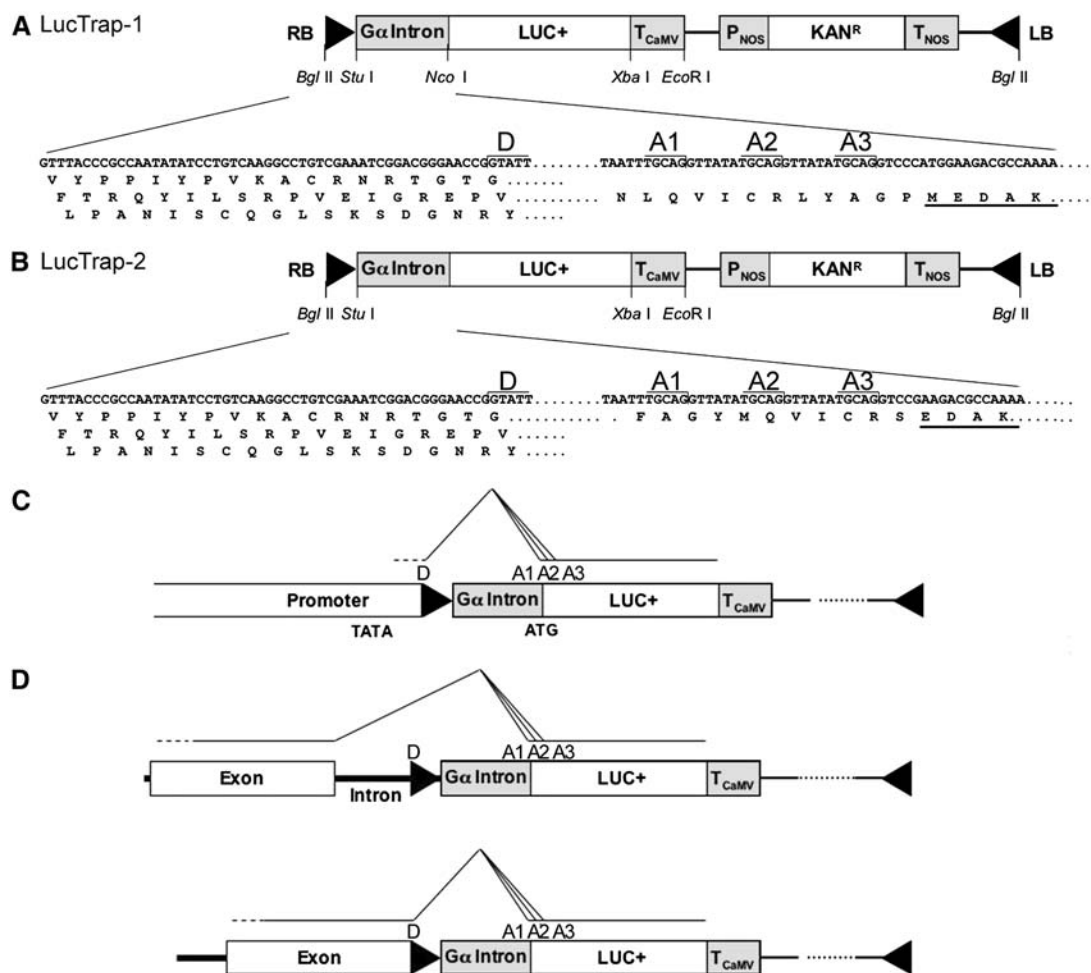 A LucTrap-1
RB Gα Intron LUC+ TCaMV PNOS KANR TNOS LB
Bgl II Stu I Nco I Xba I EcoR I Bgl II
D A1 A2 A3
GTTTACCCGCCAATATATCCTGTCAAGGCCTGTCGAAATCGGACGGGAACCGGTATT.......... TAATTTGCAGGTTATATGCAGGTTATATGCAGGTCCCATGGAAGACGCCAAAA.....
V Y P P I Y P V K A C R N R T G T G .......
F T R Q Y I L S R P V E I G R E P V .......... N L Q V I C R L Y A G P M E D A K .....
L P A N I S C Q G L S K S D G N R Y .....
B LucTrap-2
RB Gα Intron LUC+ TCaMV PNOS KANR TNOS LB
Bgl II Stu I Xba I EcoR I Bgl II
D A1 A2 A3
GTTTACCCGCCAATATATCCTGTCAAGGCCTGTCGAAATCGGACGGGAACCGGTATT....... TAATTTGCAGGTTATATGCAGGTTATATGCAGGTCCGAAGACGCCAAAA.......
V Y P P I Y P V K A C R N R T G T G .......... F A G Y M Q V I C R S E D A K .......
F T R Q Y I L S R P V E I G R E P V .......
L P A N I S C Q G L S K S D G N R Y .....
C
D A1 A2 A3
Promoter Gα Intron LUC+ TCaMV
TATA ATG
D
D A1 A2 A3
Exon Intron Gα Intron LUC+ TCaMV
D A1 A2 A3
Exon Gα Intron LUC+ TCaMV